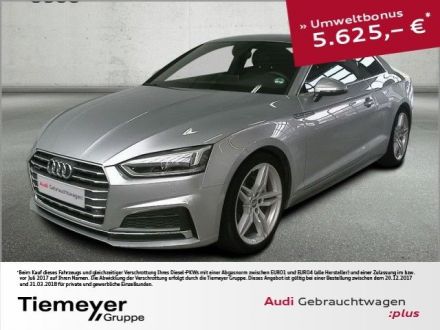 » Umweltbonus
5.625,– €*
Audi
Gebrauchtwagen
:plus
*Beim Kauf dieses Fahrzeugs und gleichzeitiger Verschrottung Ihres Diesel-PKWs mit einer Abgasnorm zwischen EURO1 und EURO4 (alle Hersteller) und einer Zulassung im bzw.
vor Juli 2017 auf Ihren Namen. Die Abwicklung der Verschrottung erfolgt durch die Tiemeyer Gruppe. Dieses Angebot ist gültig bei einer Bestellung zwischen dem 20.12.2017
und 31.03.2018 für private und gewerbliche Einzelkunden.
Tiemeyer
Gruppe
Audi Gebrauchtwagen
:plus